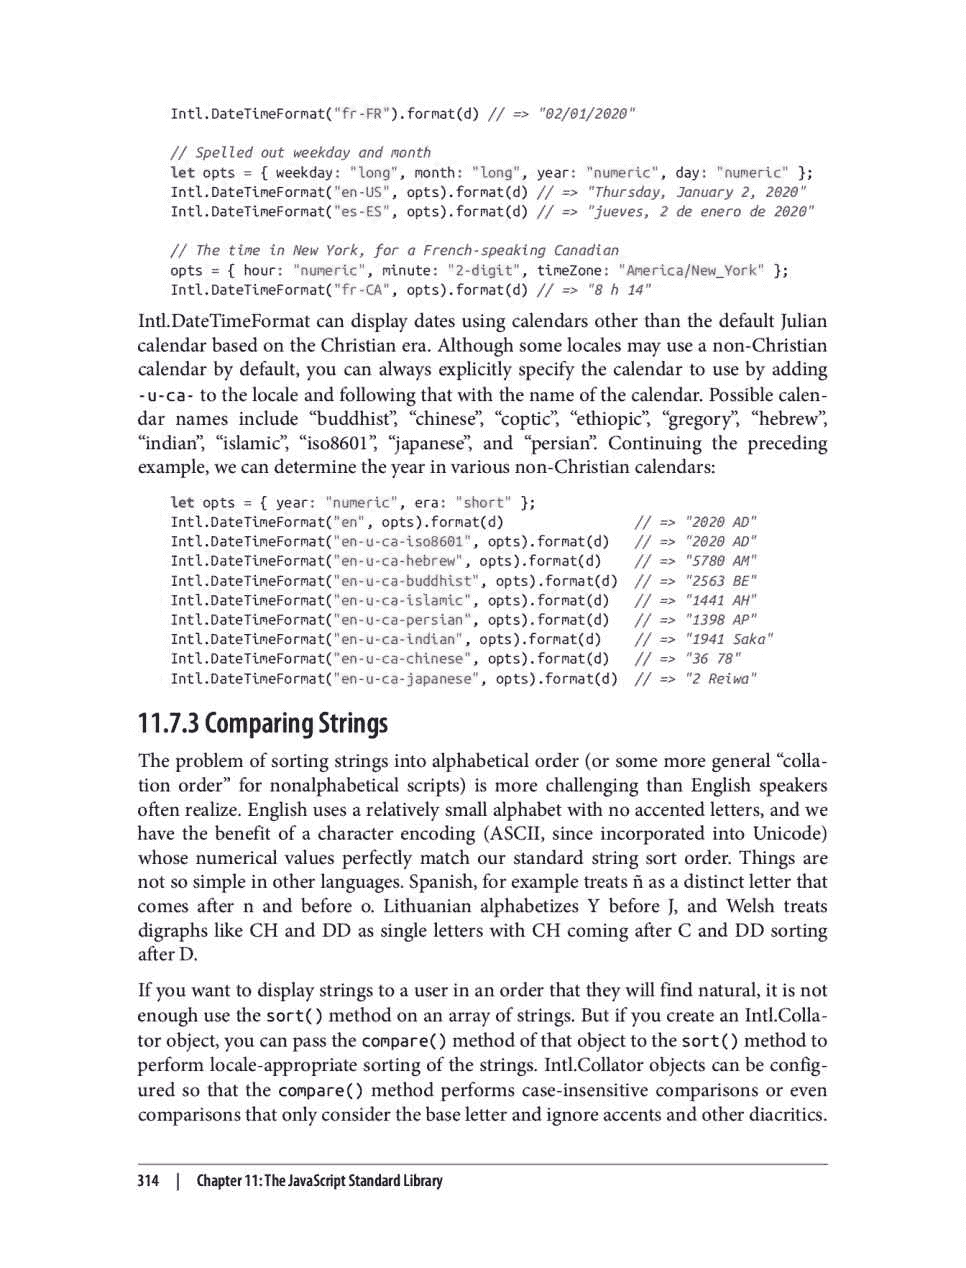 Intl.DateTimeFormat("fr-FR").format(d) // => "02/01/2020"
// Spelled out weekday and month
let opts = { weekday: "long", month: "long", year: "numeric", day: "numeric" };
Intl.DateTimeFormat("en-US", opts).format(d) // => "Thursday, January 2, 2020"
Intl.DateTimeFormat("es-ES", opts).format(d) // => "jueves, 2 de enero de 2020"
// The time in New York, for a French-speaking Canadian
opts = { hour: "numeric", minute: "2-digit", timeZone: "America/New_York" };
Intl.DateTimeFormat("fr-CA", opts).format(d) // => "8 h 14"
Intl.DateTimeFormat can display dates using calendars other than the default Julian
calendar based on the Christian era. Although some locales may use a non-Christian
calendar by default, you can always explicitly specify the calendar to use by adding
-u-ca- to the locale and following that with the name of the calendar. Possible calen-
dar names include “buddhist”, “chinese”, “coptic”, “ethiopic”, “gregory”, “hebrew”,
“indian”, “islamic”, “iso8601”, “japanese”, and “persian”. Continuing the preceding
example, we can determine the year in various non-Christian calendars:
let opts = { year: "numeric", era: "short" };
Intl.DateTimeFormat("en", opts).format(d) // => "2020 AD"
Intl.DateTimeFormat("en-u-ca-iso8601", opts).format(d) // => "2020 AD"
Intl.DateTimeFormat("en-u-ca-hebrew", opts).format(d) // => "5780 AM"
Intl.DateTimeFormat("en-u-ca-buddhist", opts).format(d) // => "2563 BE"
Intl.DateTimeFormat("en-u-ca-islamic", opts).format(d) // => "1441 AH"
Intl.DateTimeFormat("en-u-ca-persian", opts).format(d) // => "1398 AP"
Intl.DateTimeFormat("en-u-ca-indian", opts).format(d) // => "1941 Saka"
Intl.DateTimeFormat("en-u-ca-chinese", opts).format(d) // => "36 78"
Intl.DateTimeFormat("en-u-ca-japanese", opts).format(d) // => "2 Reiwa"
11.7.3 Comparing Strings
The problem of sorting strings into alphabetical order (or some more general “colla-
tion order” for nonalphabetical scripts) is more challenging than English speakers
often realize. English uses a relatively small alphabet with no accented letters, and we
have the benefit of a character encoding (ASCII, since incorporated into Unicode)
whose numerical values perfectly match our standard string sort order. Things are
not so simple in other languages. Spanish, for example treats ñ as a distinct letter that
comes after n and before o. Lithuanian alphabetizes Y before J, and Welsh treats
digraphs like CH and DD as single letters with CH coming after C and DD sorting
after D.
If you want to display strings to a user in an order that they will find natural, it is not
enough use the sort() method on an array of strings. But if you create an Intl.Colla-
tor object, you can pass the compare() method of that object to the sort() method to
perform locale-appropriate sorting of the strings. Intl.Collator objects can be config-
ured so that the compare() method performs case-insensitive comparisons or even
comparisons that only consider the base letter and ignore accents and other diacritics.
314 | Chapter 11: The JavaScript Standard Library